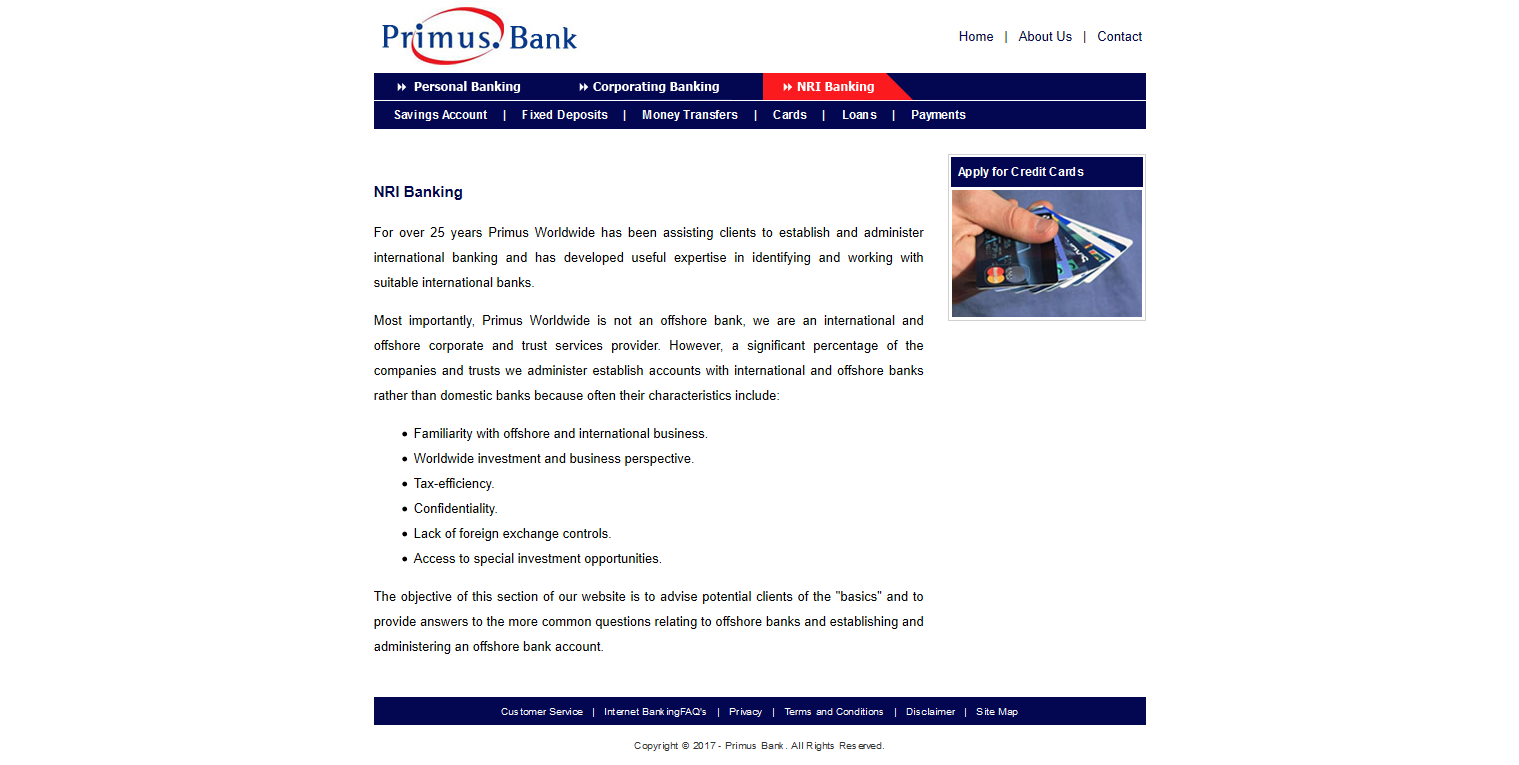 Primus. Bank
Home | About Us | Contact
Personal Banking Corporating Banking NRI Banking
Savings Account | Fixed Deposits | Money Transfers | Cards | Loans | Payments
Apply for Credit Cards
NRI Banking
For over 25 years Primus Worldwide has been assisting clients to establish and administer
international banking and has developed useful expertise in identifying and working with
suitable international banks.
Most importantly, Primus Worldwide is not an offshore bank, we are an international and
offshore corporate and trust services provider. However, a significant percentage of the
companies and trusts we administer establish accounts with international and offshore banks
rather than domestic banks because often their characteristics include:
• Familiarity with offshore and international business.
• Worldwide investment and business perspective.
• Tax-efficiency.
• Confidentiality.
• Lack of foreign exchange controls.
• Access to special investment opportunities.
The objective of this section of our website is to advise potential clients of the "basics" and to
provide answers to the more common questions relating to offshore banks and establishing and
administering an offshore bank account.
Customer Service | Internet BankingFAQ's | Privacy | Terms and Conditions | Disclaimer | Site Map
Copyright © 2017 - Primus Bank. All Rights Reserved.